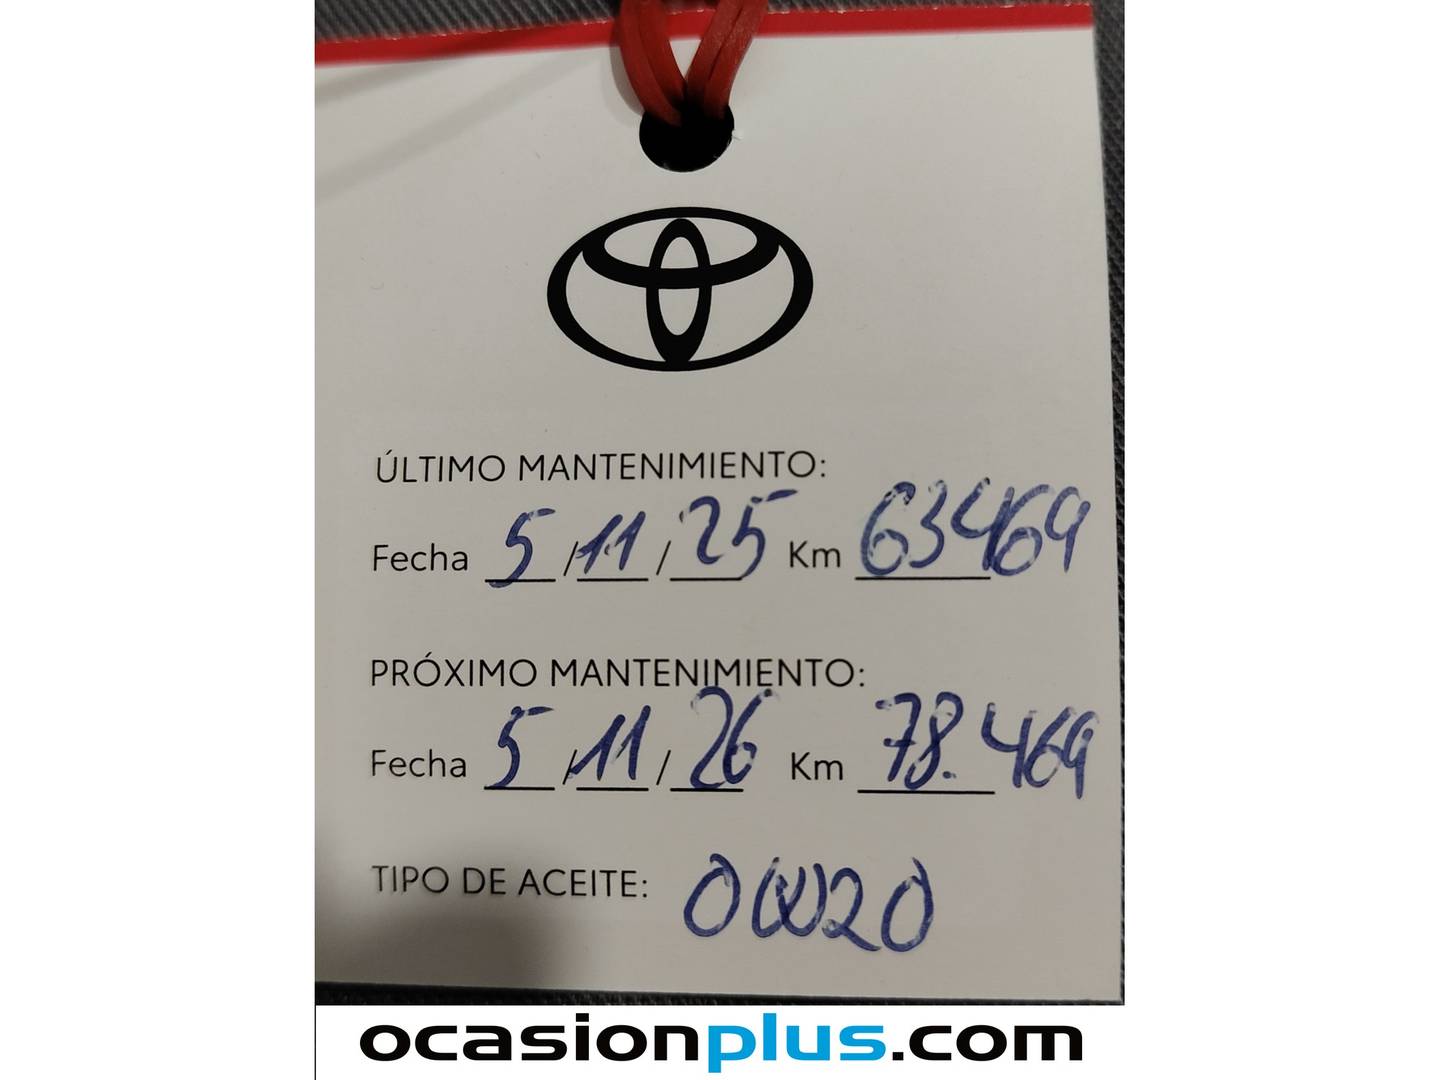 ÚLTIMO MANTENIMIENTO:
Fecha 5/11/25 Km 63469
PRÓXIMO MANTENIMIENTO:
Fecha 5/11/26 Km 78.469
TIPO DE ACEITE: 0W20
ocasionplus.com